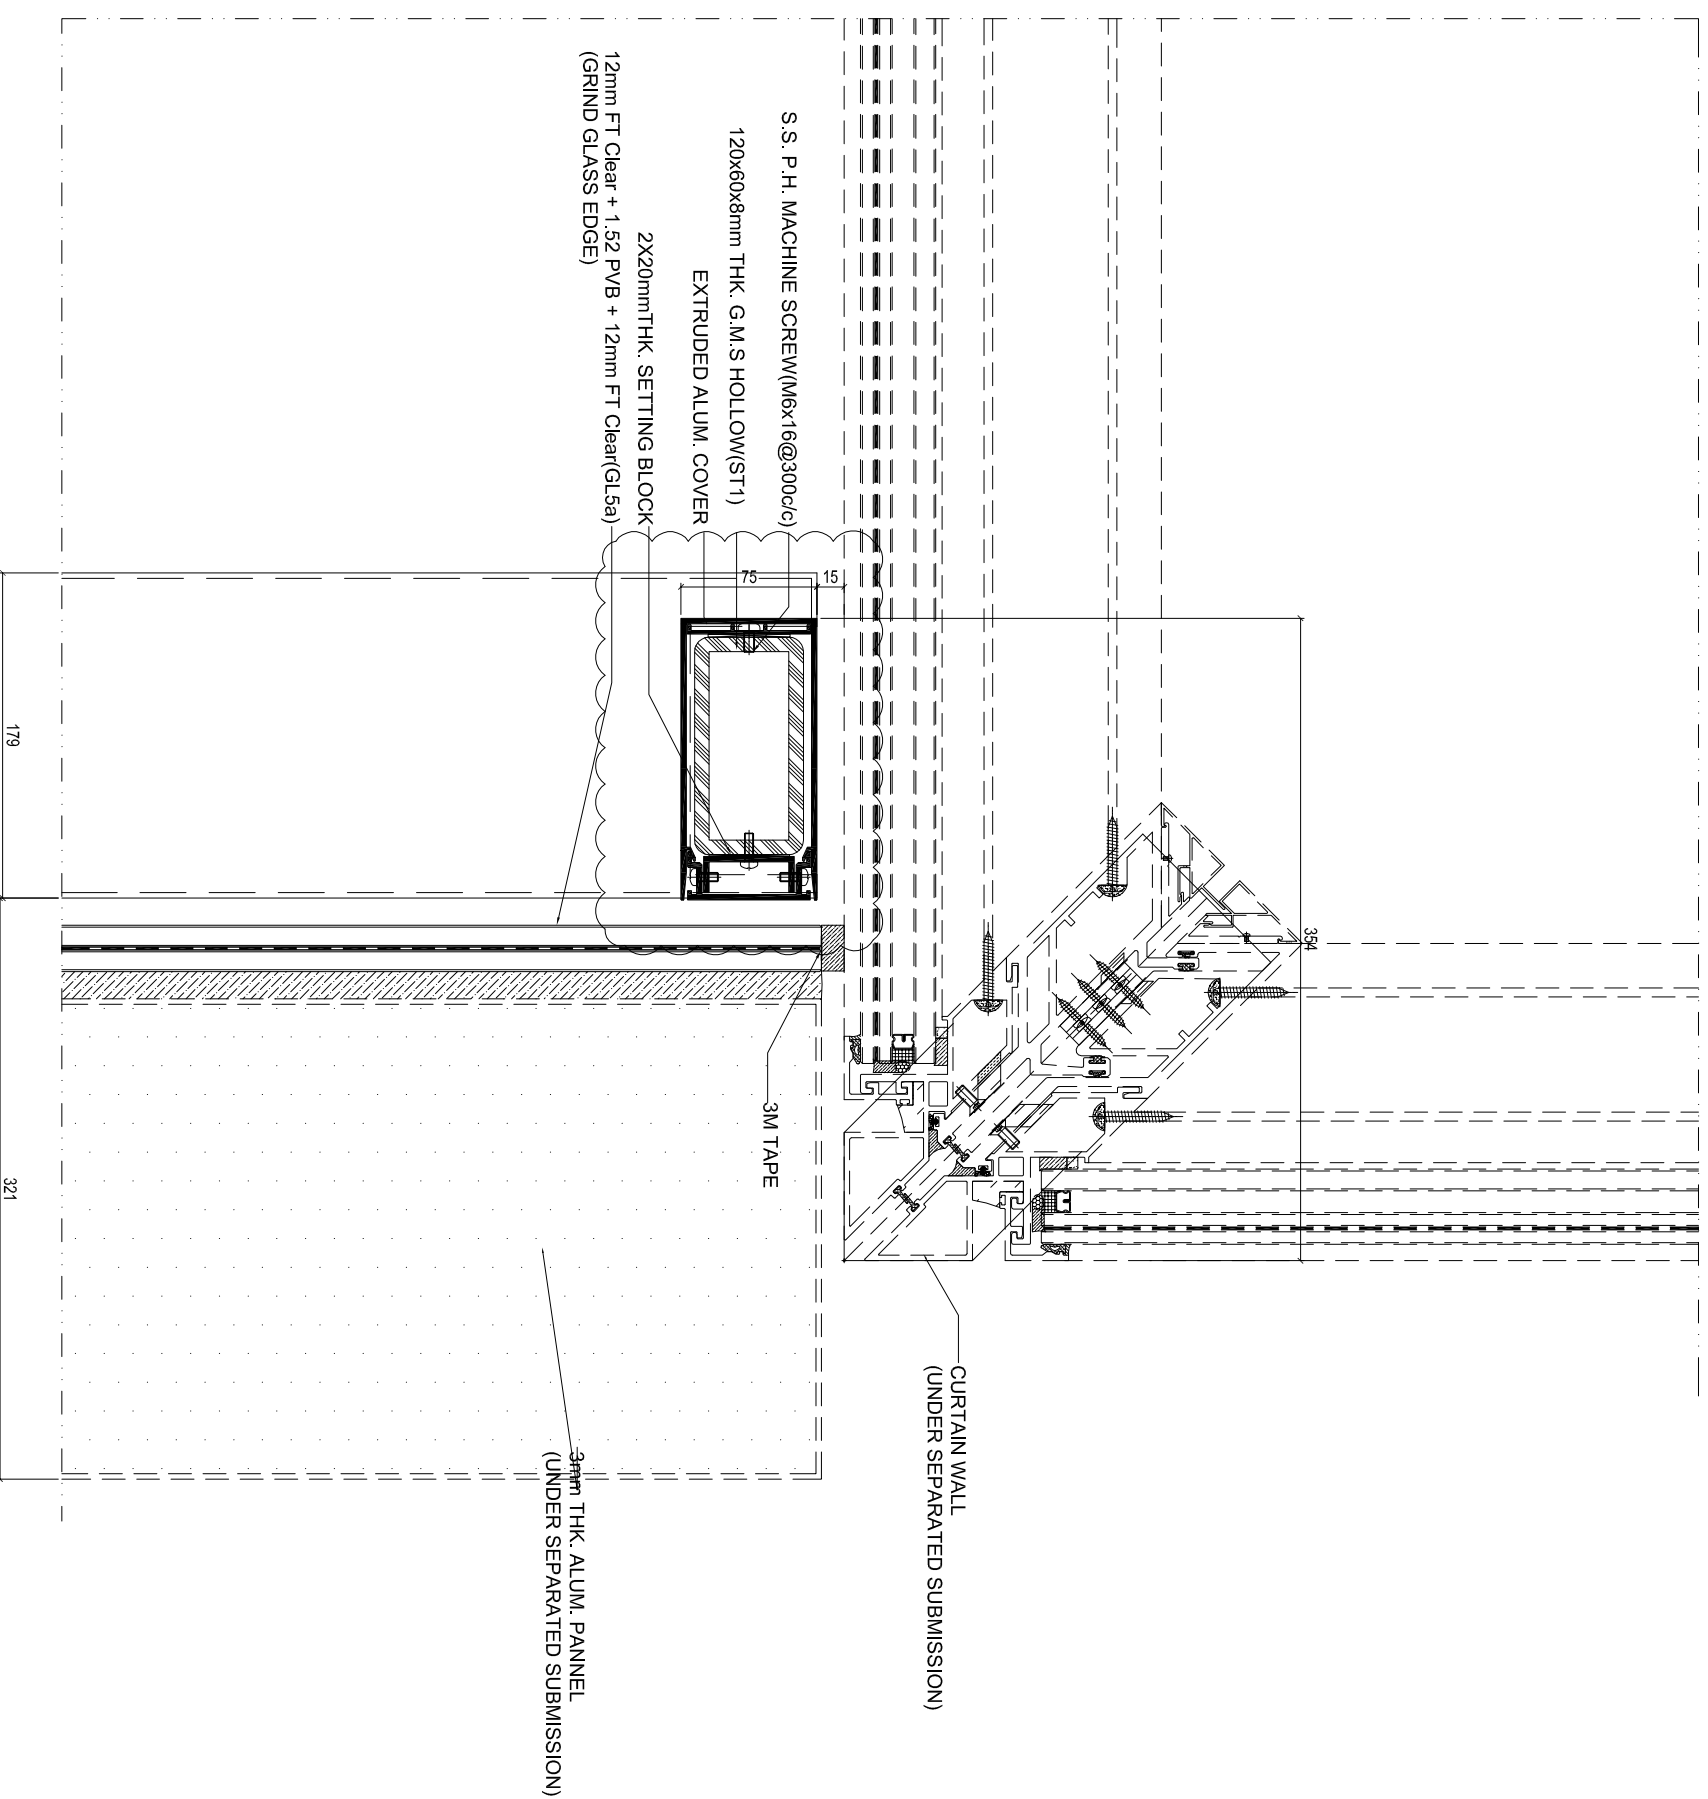 S.S. P.H. MACHINE SCREW(M6x16@300c/c)
120x60x8mm THK. G.M.S HOLLOW(ST1)
EXTRUDED ALUM. COVER
2X20mmTHK. SETTING BLOCK
12mm FT Clear + 1.52 PVB + 12mm FT Clear(GL5a)
(GRIND GLASS EDGE)
75
15
354
179
321
3M TAPE
CURTAIN WALL
(UNDER SEPARATED SUBMISSION)
3mm THK. ALUM. PANNEL
(UNDER SEPARATED SUBMISSION)